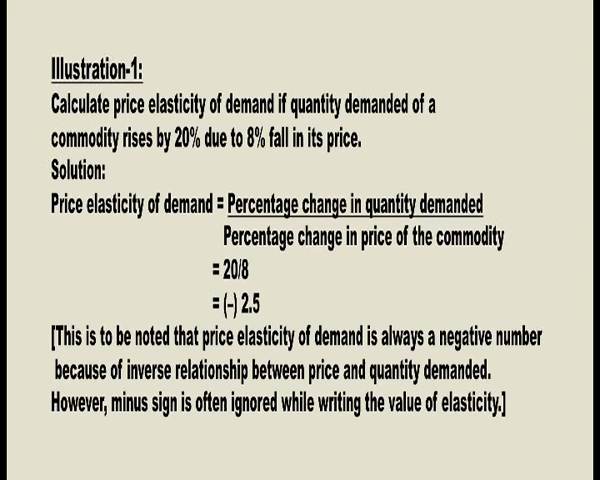 Illustration-1:
Calculate price elasticity of demand if quantity demanded of a
commodity rises by 20% due to 8% fall in its price.
Solution:
Price elasticity of demand = Percentage change in quantity demanded
Percentage change in price of the commodity
= 20/8
= (–) 2.5
[This is to be noted that price elasticity of demand is always a negative number
because of inverse relationship between price and quantity demanded.
However, minus sign is often ignored while writing the value of elasticity.]